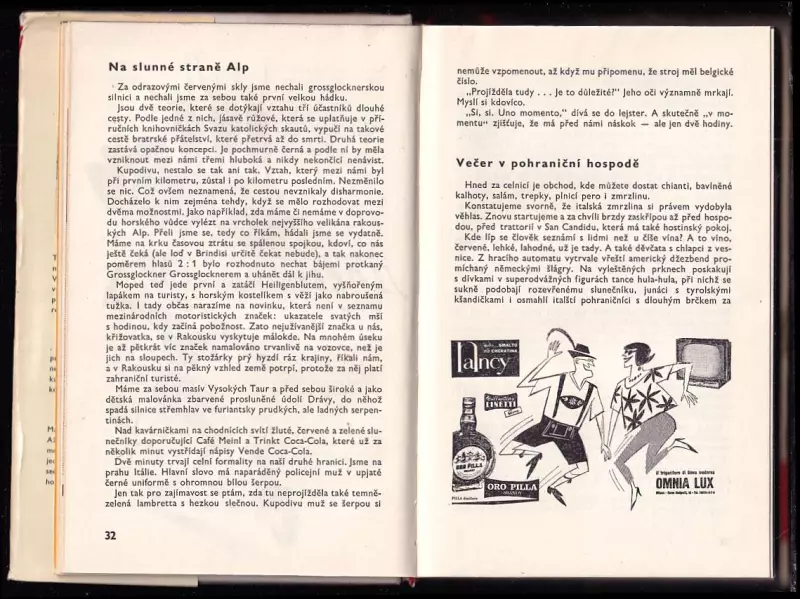 Na slunné straně Alp
Za odrazovými červenými skly jsme nechali grossglocknerskou
silnici a nechali jsme za sebou také první velkou hádku.
Jsou dvě teorie, které se dotýkají vztahu tří účastníků dlouhé
cesty. Podle jedné z nich, jásavě růžové, která se uplatňuje v pří-
ručních knihovničkách Svazu katolických skautů, vypučí na takové
cestě bratrské přátelství, které přetrvá až do smrti. Druhá teorie
zastává opačnou koncepci. Je pochmurně černá a podle ní by měla
vzniknout mezi námi třemi hluboká a nikdy nekončící nenávist.
Kupodivu, nestalo se tak ani tak. Vztah, který mezi námi byl
při prvním kilometru, zůstal i po kilometru posledním. Nezměnilo
se nic. Což ovšem neznamená, že cestou nevznikaly disharmonie.
Docházelo k nim zejména tehdy, když se mělo rozhodovat mezi
dvěma možnostmi. Jako například, zda máme či nemáme v doprovo-
du horského vůdce vylézt na vrcholek nejvyššího velikána rakous-
kých Alp. Přeli jsme se, tedy co říkám, hádali jsme se vydatně.
Máme na krku časovou ztrátu se spálenou spojkou, kdoví, co nás
ještě čeká (ale loď v Brindisi určitě čekat nebude), a tak nakonec
poměrem hlasů 2 : 1 bylo rozhodnuto nechat bájemi protkaný
Grossglockner Grossglocknerem a uhánět dál k jihu.
Moped teď jede první a zatáčí Heiligenblutem, vyšňořeným
lapákem na turisty, s horským kostelíkem s věží jako nabroušená
tužka. I tady občas narazíme na novinku, která není v seznamu
mezinárodních motoristických značek: ukazatele svatých mší
s hodinou, kdy začíná pobožnost. Zato nejužívanější značka u nás,
křižovatka, se v Rakousku vyskytuje málokde. Na mnohém úseku
je až pětkrát víc značek namalováno trvanlivě na vozovce, než je
jich na sloupech. Ty stožárky prý hyzdí ráz krajiny, říkali nám,
a v Rakousku si na pěkný vzhled země potrpí, protože za něj platí
zahraniční turisté.
Máme za sebou masív Vysokých Taur a před sebou široké a jako
dětská malovánka zbarvené prosluněné údolí Drávy, do něhož
spadá silnice střemhlav ve furiantsky prudkých, ale ladných serpen-
tinách.
Nad kavárničkami na chodnících svítí žluté, červené a zelené slu-
nečníky doporučující Café Meinl a Trinkt Coca-Cola, které už za
několik minut vystřídají nápisy Vende Coca-Cola.
Dvě minuty trvají celní formality na naší druhé hranici. Jsme na
prahu Itálie. Hlavní slovo má naparáděný policejní muž v upjaté
černé uniformě s ohromnou bílou šerpou.
Jen tak pro zajímavost se ptám, zda tu neprojížděla také temně-
zelená lambretta s hezkou slečnou. Kupodivu muž se šerpou si
32
nemůže vzpomenout, až když mu připomenu, že stroj měl belgické
číslo.
„Projížděla tudy . . . Je to důležité?“ Jeho oči významně mrkají.
Myslí si kdovíco.
„Si, si. Uno momento,“ dívá se do lejster. A skutečně „v mo-
mentu“ zjišťuje, že má před námi náskok — ale jen dvě hodiny.
Večer v pohraniční hospodě
Hned za celnicí je obchod, kde můžete dostat chianti, bavlněné
kalhoty, salám, trepky, plnicí pero i zmrzlinu.
Konstatujeme svorně, že italská zmrzlina si právem vydobyla
věhlas. Znovu startujeme a za chvíli brzdy zaskřípou až před hospo-
dou, před trattorií v San Candidu, která má také hostinský pokoj.
Kde líp se člověk seznámí s lidmi než u číše vína? A to víno,
červené, lehké, lahodné, už je tady. A také děvčata s chlapci z ves-
nice. Z hracího automatu vytrvale vřeští americký džezbend pro-
míchaný německými šlágry. Na vyleštěných prknech poskakují
s dívkami v superodvážných figurách tance hula-hula, při nichž se
sukně podobají rozevřenému slunečníku, junáci s tyrolskými
kšandičkami i osmahlí italští pohraničníci s dlouhým brčkem za
SMALTO
ALLA CHERATINA
Nancy
LINETTI
ORO PILLA
ORO PILLA
BRANDY
Il frigorifero di linea moderna
OMNIA LUX